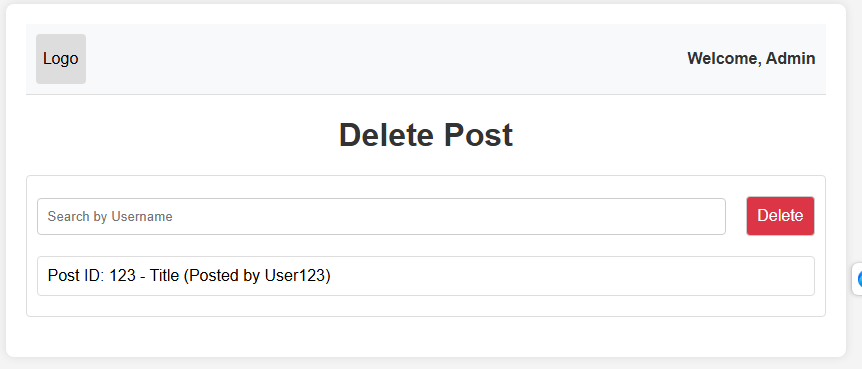 Logo
Welcome, Admin
Delete Post
Search by Username
Delete
Post ID: 123 - Title (Posted by User123)